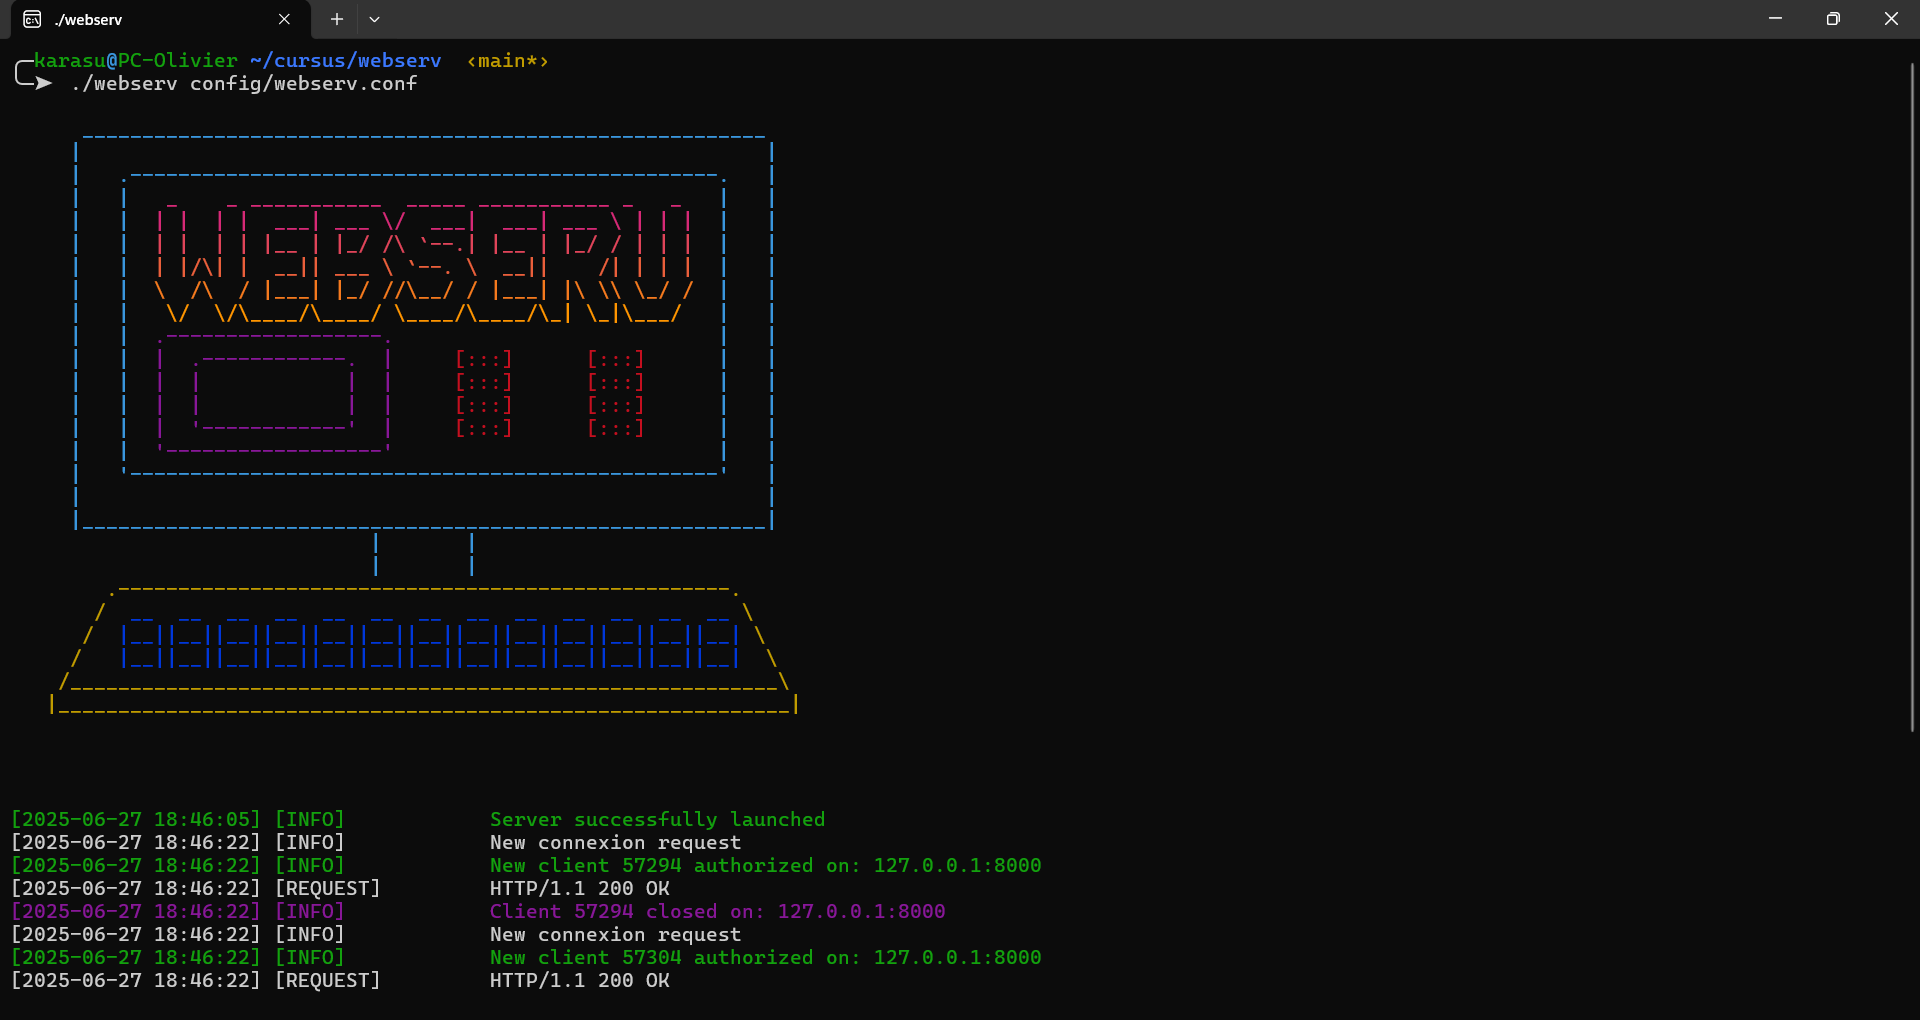 ./webserv
karasu@PC-Olivier ~/cursus/webserv ‹main*›
./webserv config/webserv.conf
WEBSERV
[:::] [:::]
[:::] [:::]
[:::] [:::]
[:::] [:::]
[2025-06-27 18:46:05] [INFO] Server successfully launched
[2025-06-27 18:46:22] [INFO] New connexion request
[2025-06-27 18:46:22] [INFO] New client 57294 authorized on: 127.0.0.1:8000
[2025-06-27 18:46:22] [REQUEST] HTTP/1.1 200 OK
[2025-06-27 18:46:22] [INFO] Client 57294 closed on: 127.0.0.1:8000
[2025-06-27 18:46:22] [INFO] New connexion request
[2025-06-27 18:46:22] [INFO] New client 57304 authorized on: 127.0.0.1:8000
[2025-06-27 18:46:22] [REQUEST] HTTP/1.1 200 OK